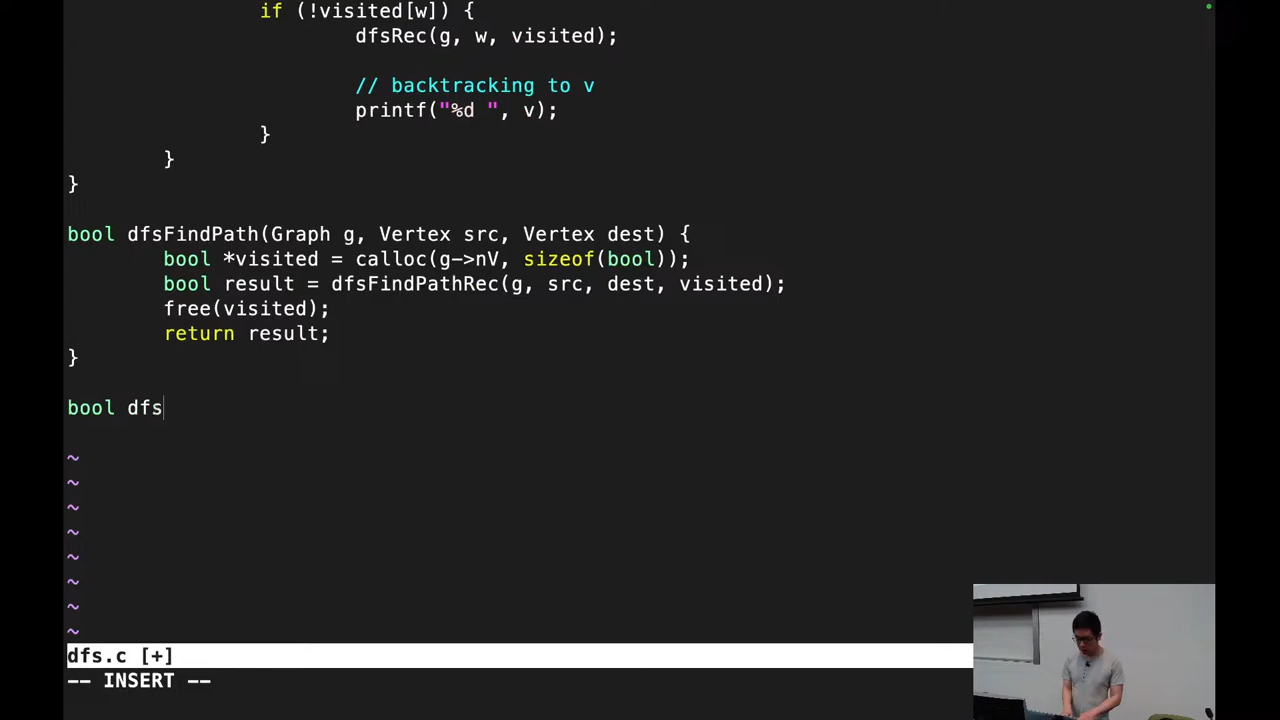 if (!visited[w]) {
dfsRec(g, w, visited);
// backtracking to v
printf("%d ", v);
}
}
}
bool dfsFindPath(Graph g, Vertex src, Vertex dest) {
bool *visited = calloc(g->nV, sizeof(bool));
bool result = dfsFindPathRec(g, src, dest, visited);
free(visited);
return result;
}
bool dfs
~
~
~
~
~
~
~
~
dfs.c [+]
-- INSERT --